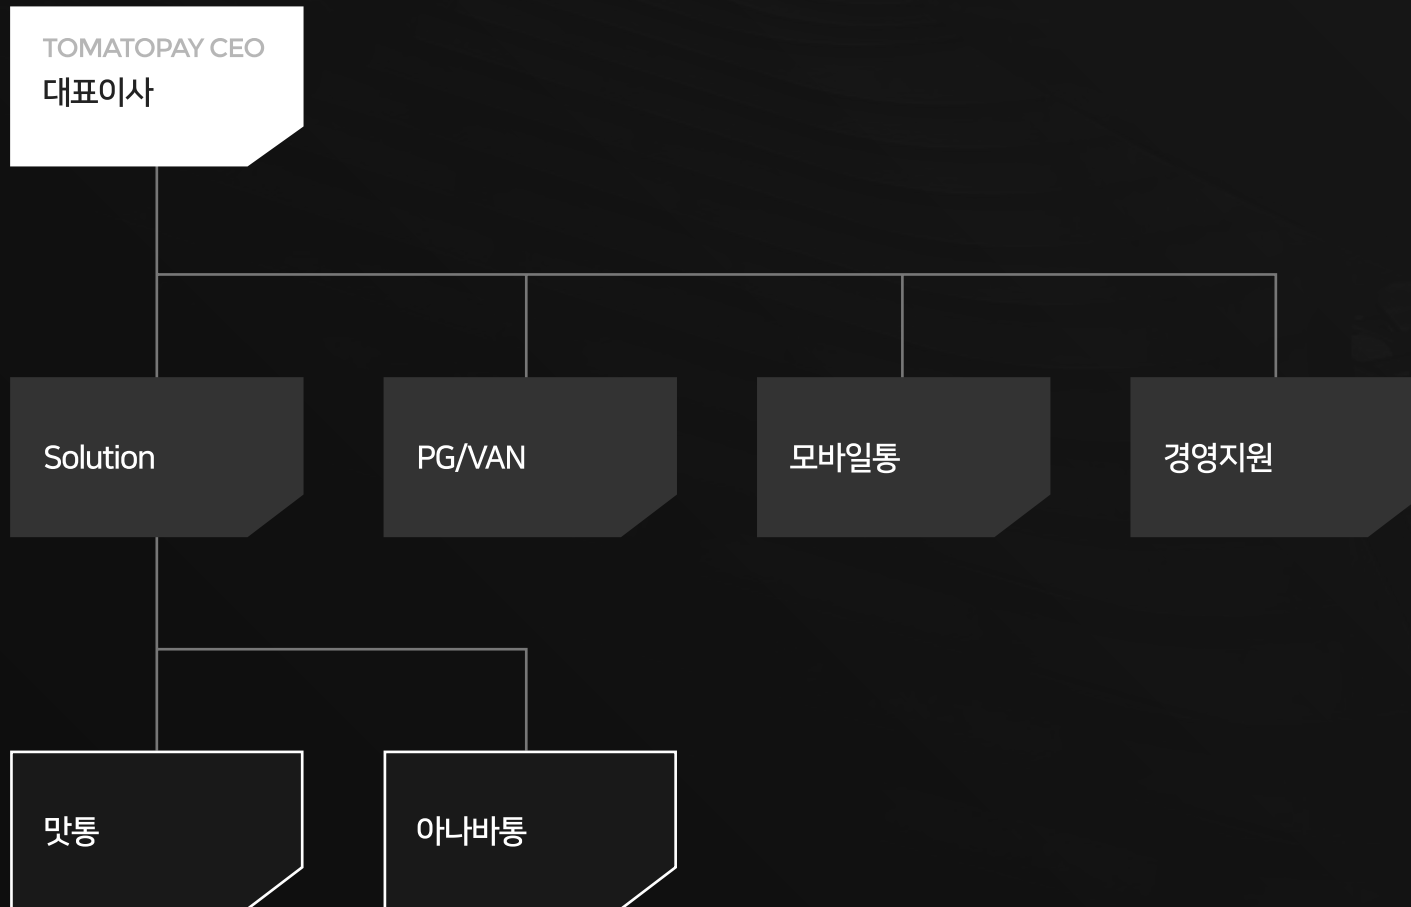 TOMATOPAY CEO
대표이사
Solution
PG/VAN
모바일통
경영지원
맛통
아나바통